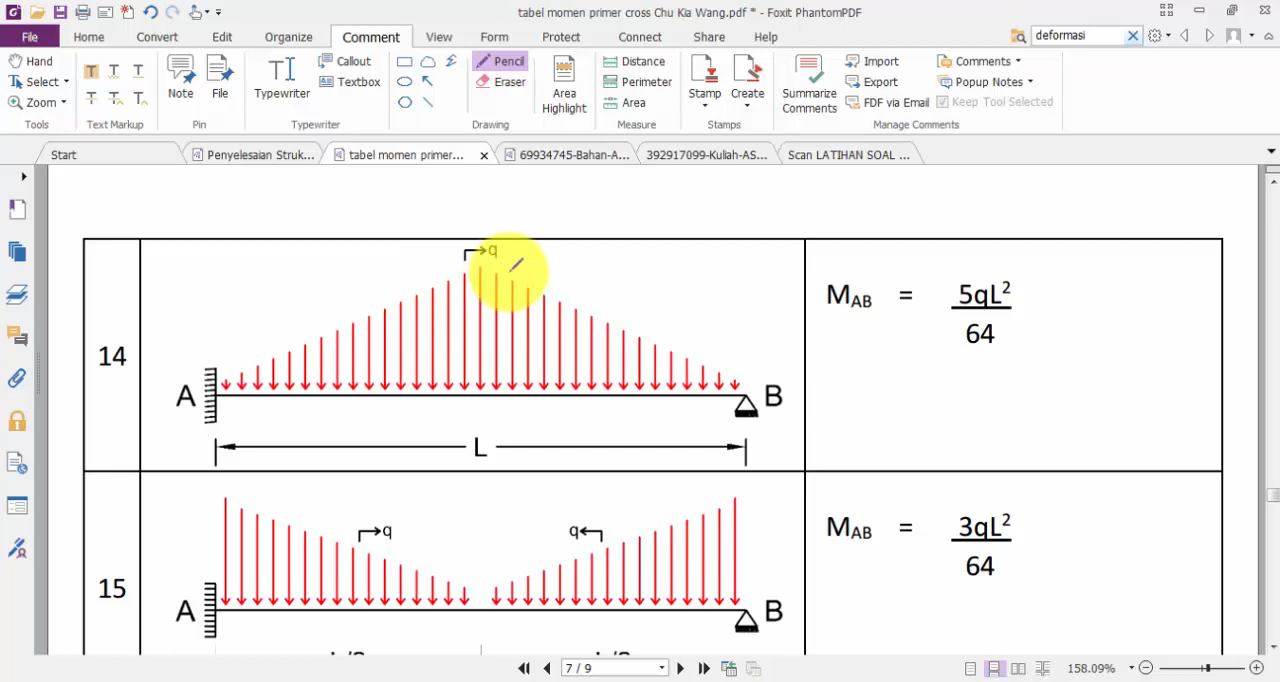 tabel momen primer cross Chu Kia Wang.pdf * - Foxit PhantomPDF
File Home Convert Edit Organize Comment View Form Protect Connect Share Help deformasi
Hand
Select
Zoom
Tools
Text Markup
Note
File
Pin
Typewriter
Callout
Textbox
Typewriter
Pencil
Eraser
Drawing
Area
Highlight
Distance
Perimeter
Area
Measure
Stamp
Create
Stamps
Summarize
Comments
Import
Export
FDF via Email
Comments
Popup Notes
Keep Tool Selected
Manage Comments
Start
Penyelesaian Struk...
tabel momen primer...
69934745-Bahan-A...
392917099-Kuliah-AS...
Scan LATIHAN SOAL ...
14
q
A
B
L
MAB = 5qL²
64
15
q
q
A
B
MAB = 3qL²
64
7 / 9
158.09%